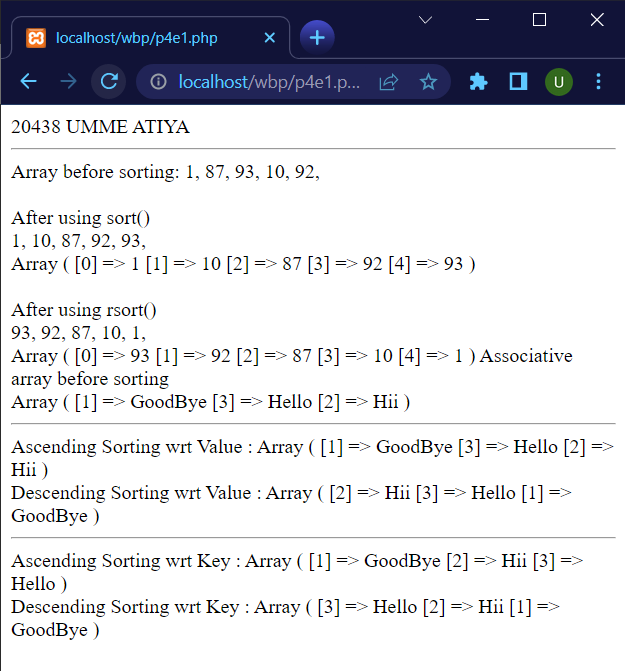 localhost/wbp/p4e1.php
localhost/wbp/p4e1.p...
U
20438 UMME ATIYA
Array before sorting: 1, 87, 93, 10, 92,
After using sort()
1, 10, 87, 92, 93,
Array ( [0] => 1 [1] => 10 [2] => 87 [3] => 92 [4] => 93 )
After using rsort()
93, 92, 87, 10, 1,
Array ( [0] => 93 [1] => 92 [2] => 87 [3] => 10 [4] => 1 ) Associative
array before sorting
Array ( [1] => GoodBye [3] => Hello [2] => Hii )
Ascending Sorting wrt Value : Array ( [1] => GoodBye [3] => Hello [2] =>
Hii )
Descending Sorting wrt Value : Array ( [2] => Hii [3] => Hello [1] =>
GoodBye )
Ascending Sorting wrt Key : Array ( [1] => GoodBye [2] => Hii [3] =>
Hello )
Descending Sorting wrt Key : Array ( [3] => Hello [2] => Hii [1] =>
GoodBye )